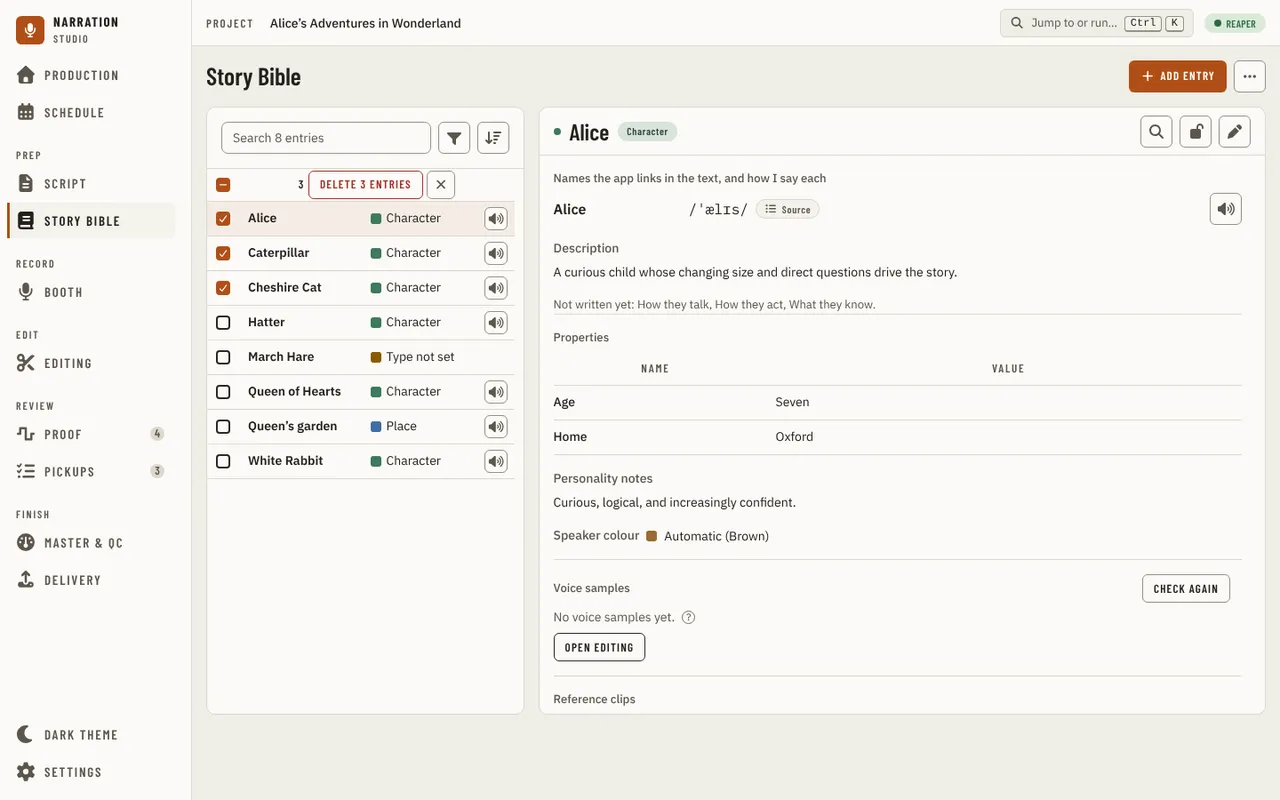 NARRATION
STUDIO
PRODUCTION
SCHEDULE
PREP
SCRIPT
STORY BIBLE
RECORD
BOOTH
EDIT
EDITING
REVIEW
PROOF 4
PICKUPS 3
FINISH
MASTER & QC
DELIVERY
DARK THEME
SETTINGS
PROJECT Alice's Adventures in Wonderland
Jump to or run... Ctrl K
REAPER
Story Bible
ADD ENTRY
Search 8 entries
3 DELETE 3 ENTRIES
Alice Character
Caterpillar Character
Cheshire Cat Character
Hatter Character
March Hare Type not set
Queen of Hearts Character
Queen's garden Place
White Rabbit Character
Alice Character
Names the app links in the text, and how I say each
Alice /ˈælɪs/ Source
Description
A curious child whose changing size and direct questions drive the story.
Not written yet: How they talk, How they act, What they know.
Properties
NAME VALUE
Age Seven
Home Oxford
Personality notes
Curious, logical, and increasingly confident.
Speaker colour Automatic (Brown)
Voice samples CHECK AGAIN
No voice samples yet. ?
OPEN EDITING
Reference clips